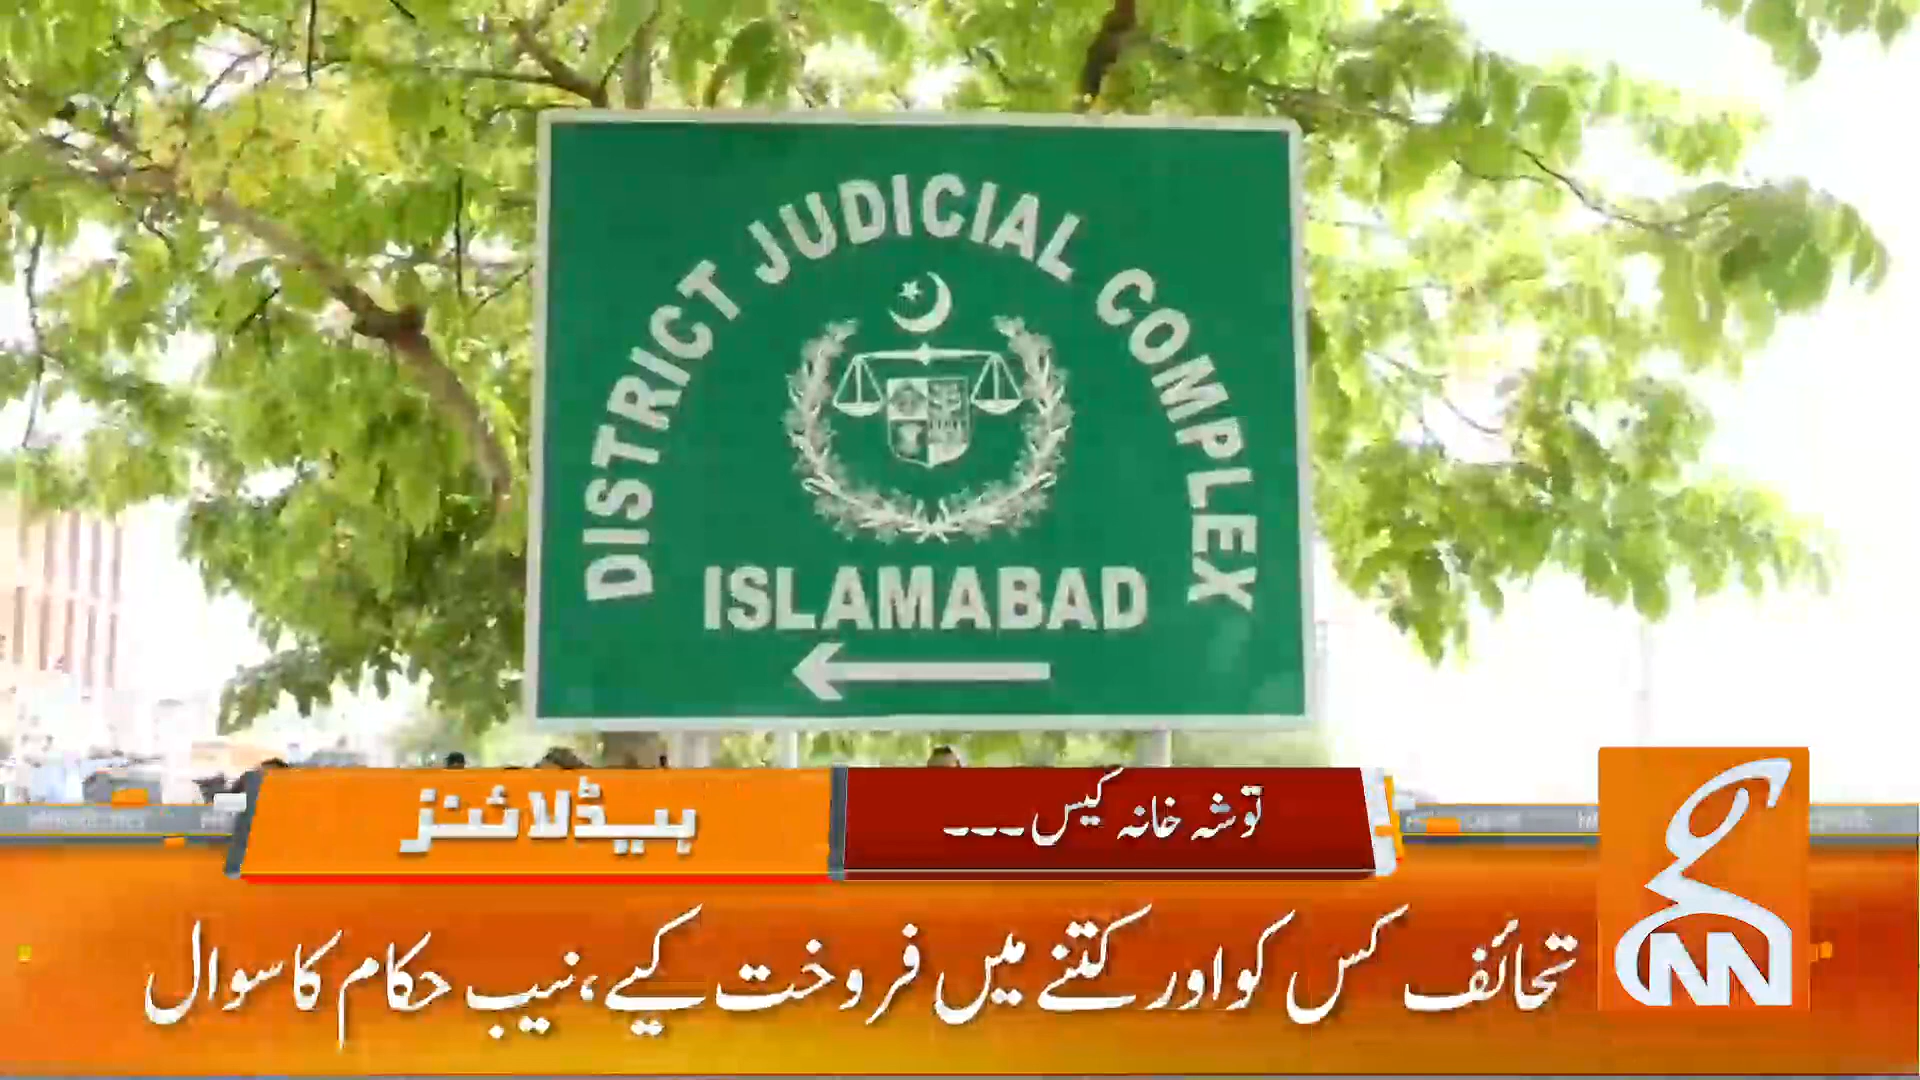 DISTRICT JUDICIAL COMPLEX
ISLAMABAD
توشہ خانہ کیس ۔۔۔
ہیڈلائنز
تحائف کس کو اور کتنے میں فروخت کیے، نیب حکام کا سوال
GNN